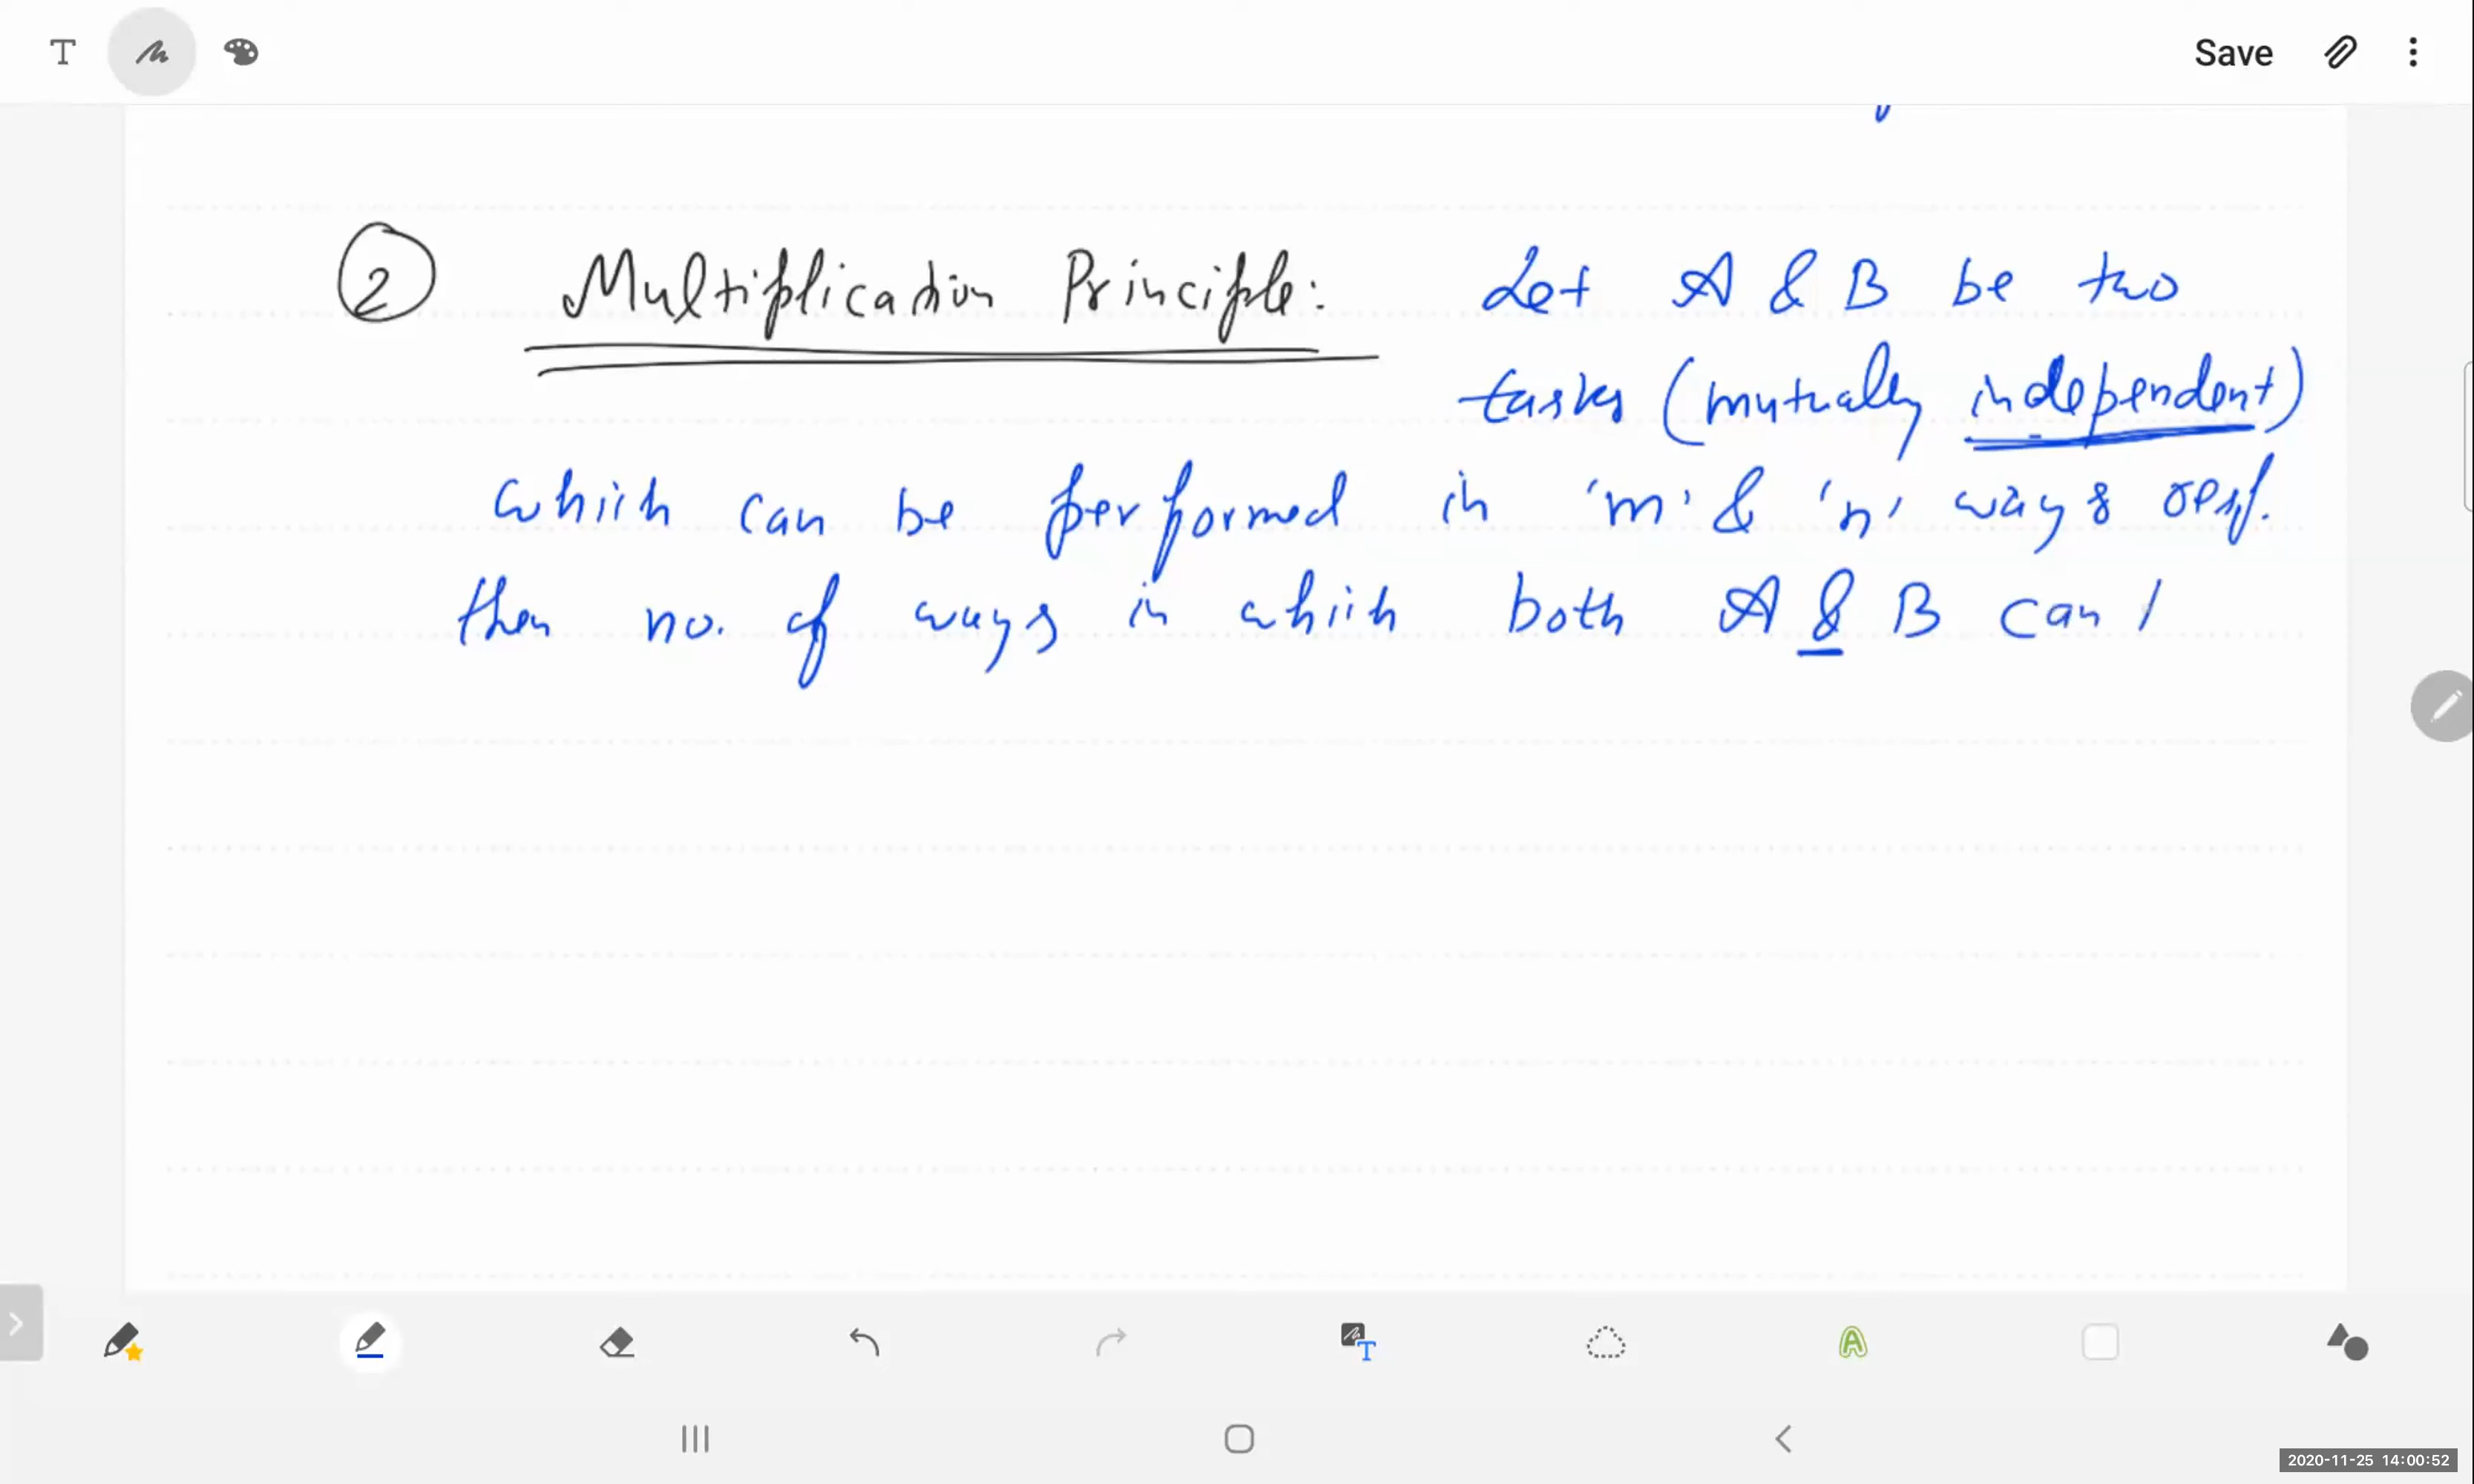 T
Save
2 Multiplication Principle: Let A & B be two
tasks (mutually independent)
which can be performed in 'm' & 'n' ways resp.
then no. of ways in which both A & B can
T
A
2020-11-25 14:00:52